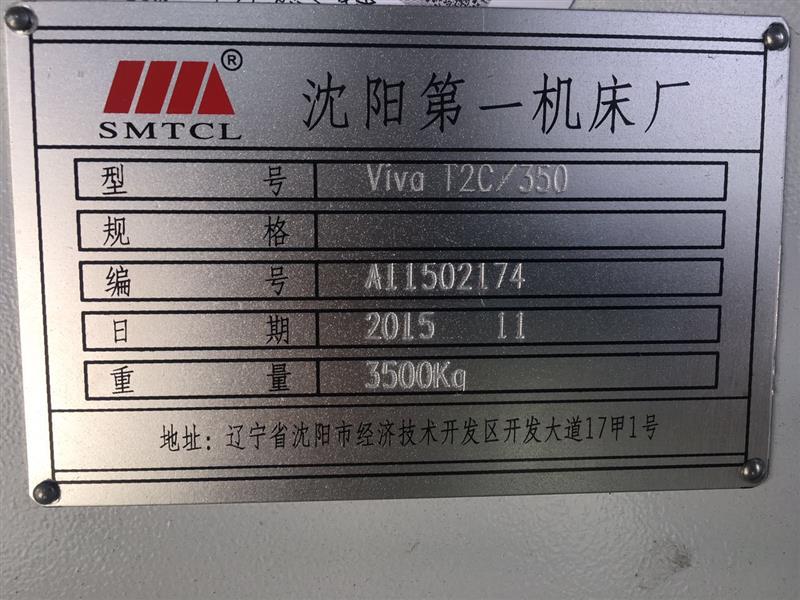 SMTCL®
沈阳第一机床厂
型号 Viva T2C/350
规格
编号 A11502174
日期 2015 11
重量 3500Kg
地址:辽宁省沈阳市经济技术开发区开发大道17甲1号